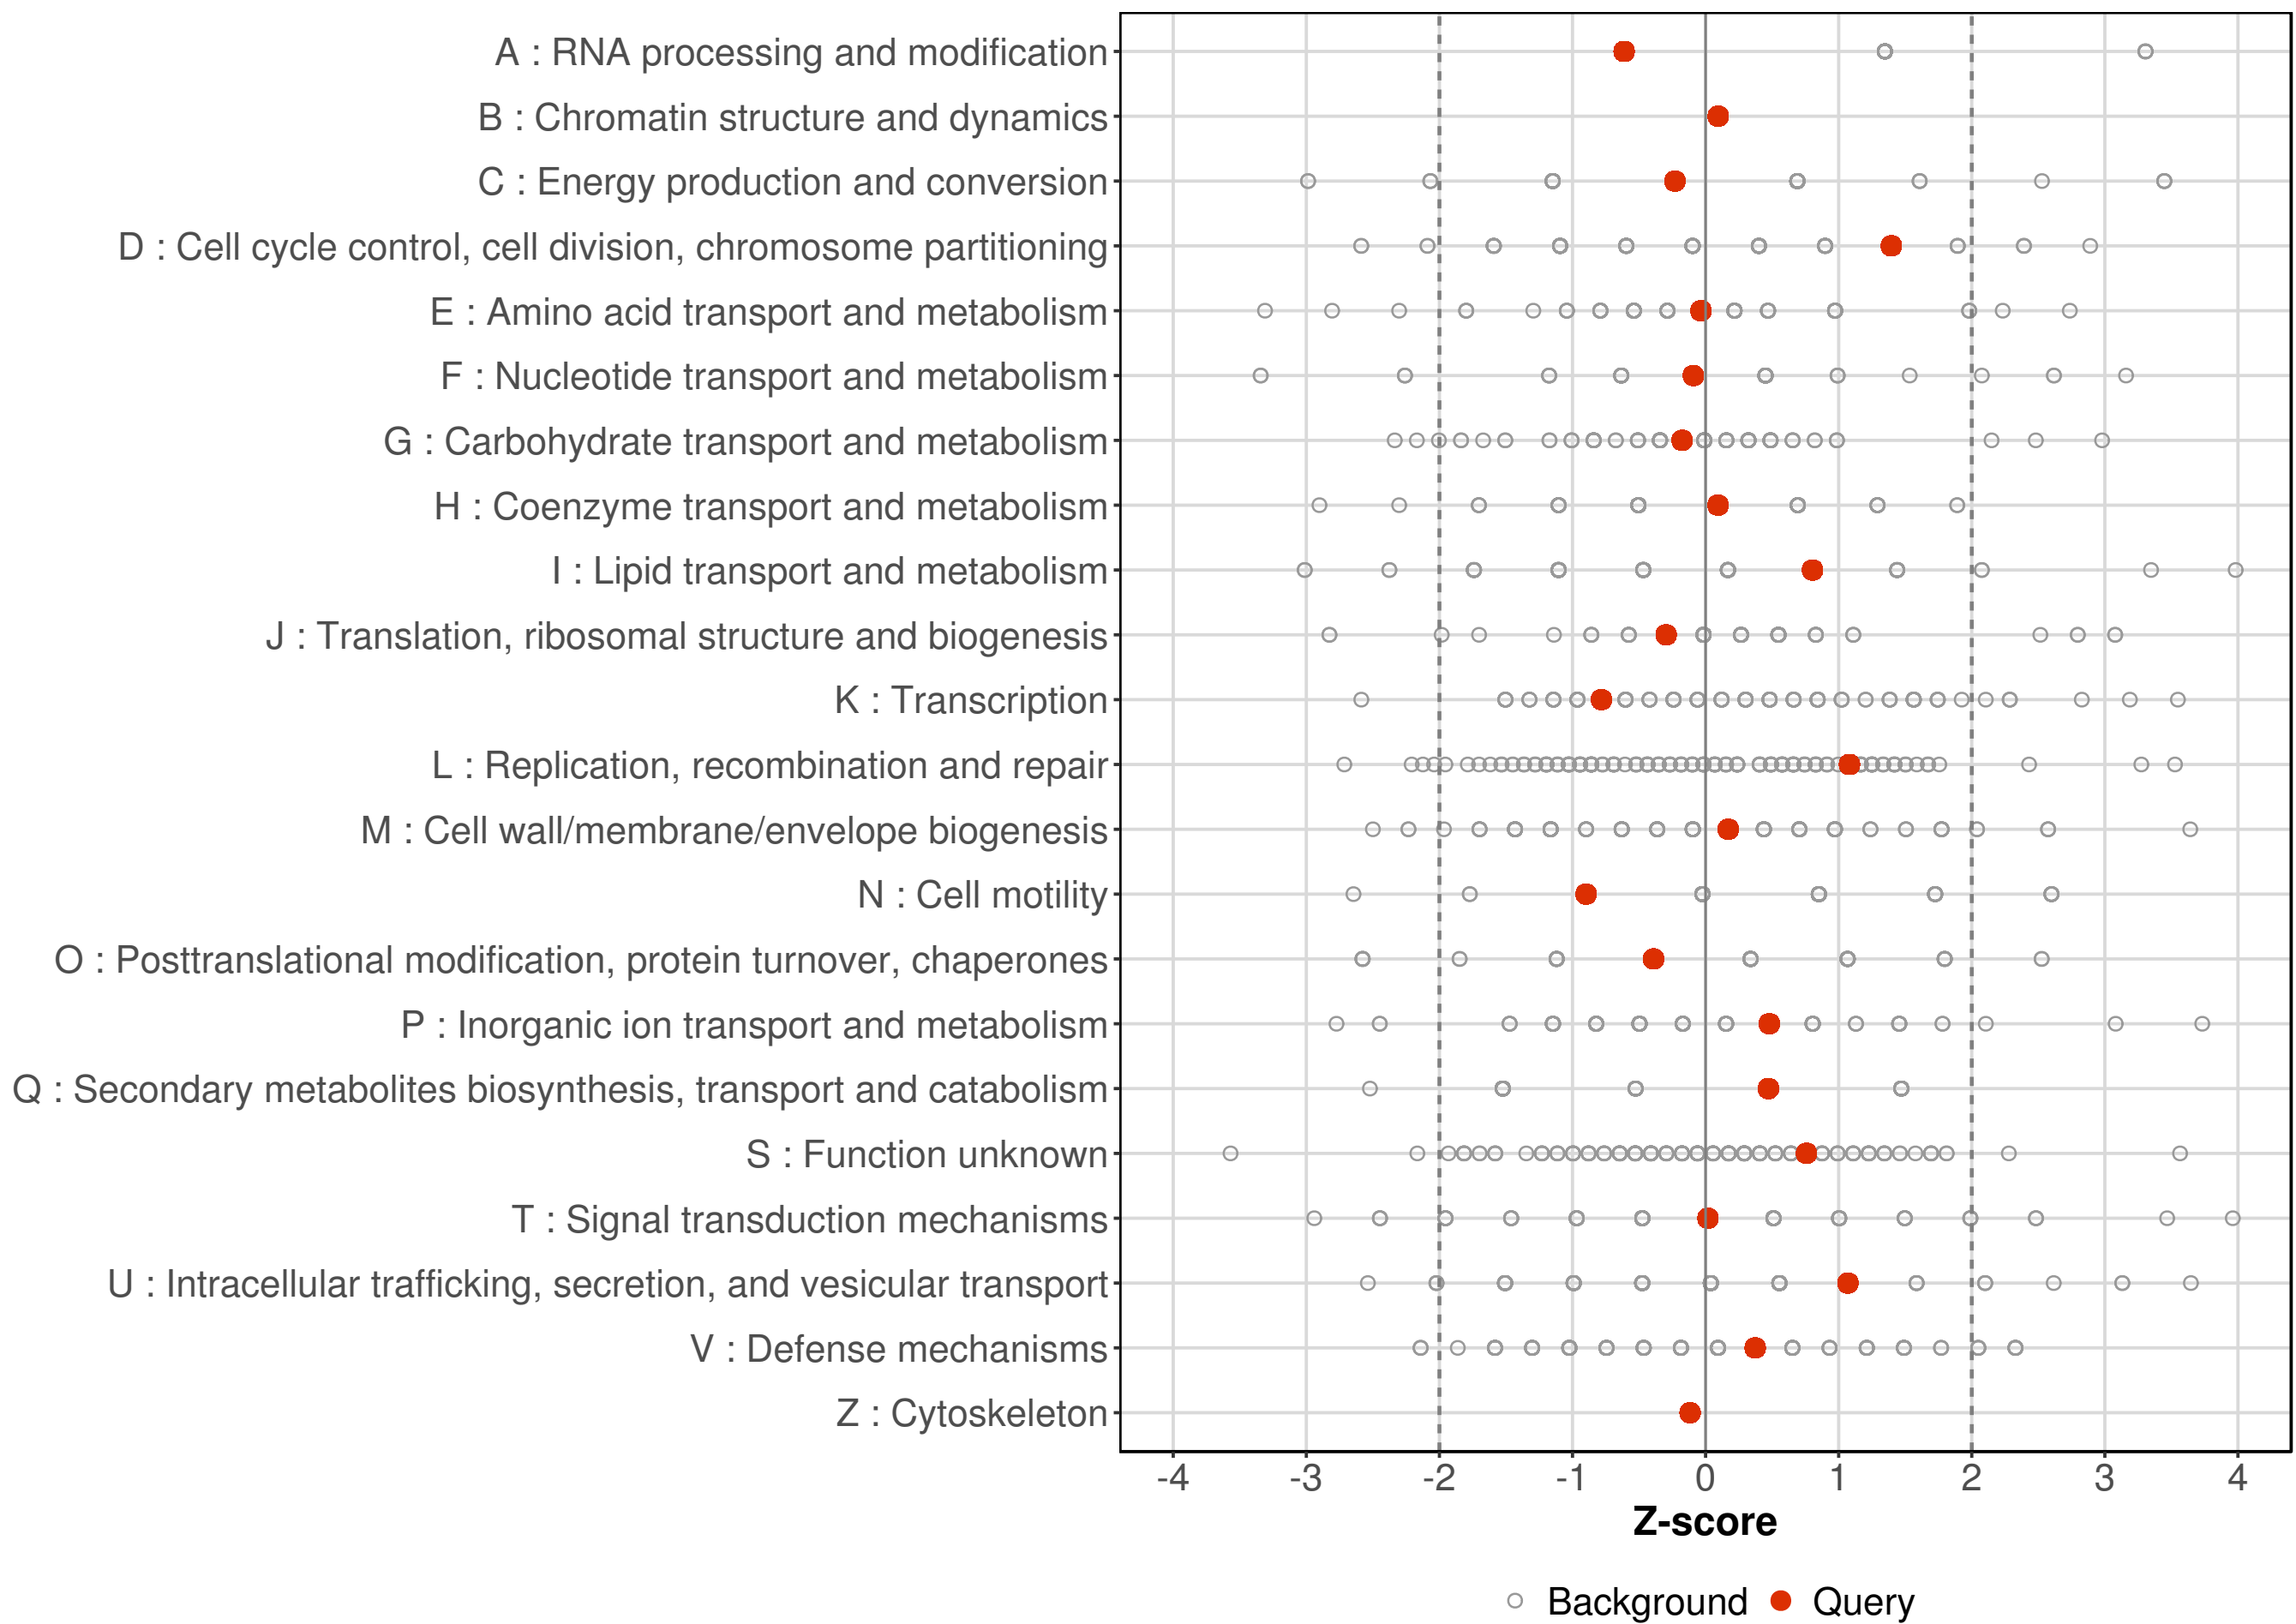 A : RNA processing and modification
B : Chromatin structure and dynamics
C : Energy production and conversion
D : Cell cycle control, cell division, chromosome partitioning
E : Amino acid transport and metabolism
F : Nucleotide transport and metabolism
G : Carbohydrate transport and metabolism
H : Coenzyme transport and metabolism
I : Lipid transport and metabolism
J : Translation, ribosomal structure and biogenesis
K : Transcription
L : Replication, recombination and repair
M : Cell wall/membrane/envelope biogenesis
N : Cell motility
O : Posttranslational modification, protein turnover, chaperones
P : Inorganic ion transport and metabolism
Q : Secondary metabolites biosynthesis, transport and catabolism
S : Function unknown
T : Signal transduction mechanisms
U : Intracellular trafficking, secretion, and vesicular transport
V : Defense mechanisms
Z : Cytoskeleton
-4 -3 -2 -1 0 1 2 3 4
Z-score
Background Query